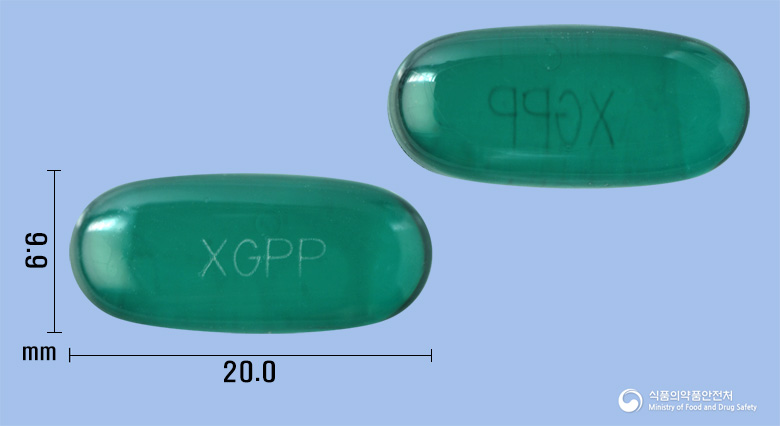 XGPP
XGPP
9.9
mm
20.0
식품의약품안전처
Ministry of Food and Drug Safety